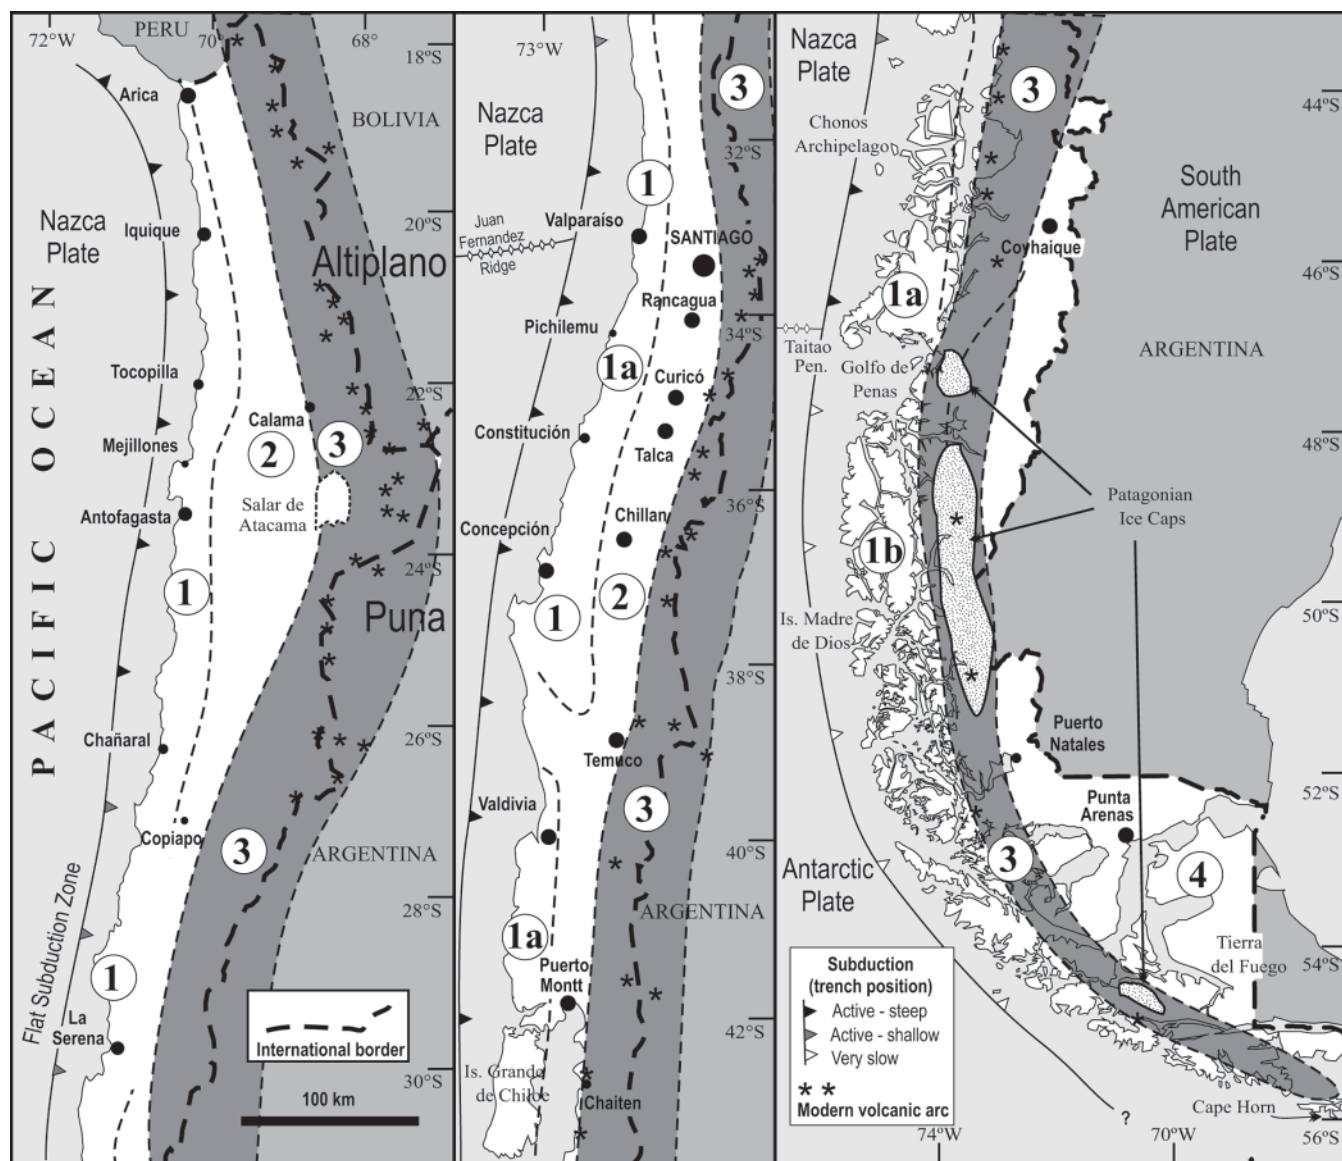 72°W
PERU
70
68°
18°S
Arica
BOLIVIA
Nazca
Plate
Iquique
20°S
Altiplano
PACIFIC OCEAN
Tocopilla
22°S
Calama
Mejillones
2
3
Salar de
Atacama
Antofagasta
24°S
1
Puna
26°S
Chañaral
Copiapo
3
ARGENTINA
28°S
Flat Subduction Zone
1
La
Serena
International border
30°S
100 km
73°W
3
Nazca
Plate
32°S
1
Valparaíso
Juan
Fernandez
Ridge
SANTIAGO
Rancagua
Pichilemu
34°S
1a
Curicó
Constitución
Talca
36°S
Concepción
Chillan
2
1
38°S
Temuco
Valdivia
3
40°S
ARGENTINA
1a
Puerto
Montt
42°S
Is. Grande
de Chiloe
Chaiten
Nazca
Plate
3
44°S
Chonos
Archipelago
South
American
Plate
Coyhaique
46°S
1a
Taitao
Pen.
Golfo de
Penas
ARGENTINA
48°S
Patagonian
Ice Caps
1b
50°S
Is. Madre
de Dios
Puerto
Natales
52°S
Punta
Arenas
Antarctic
Plate
3
4
Tierra
del Fuego
54°S
Subduction
(trench position)
Active - steep
Active - shallow
Very slow
* *
Modern volcanic arc
?
Cape Horn
74°W
70°W
56°S